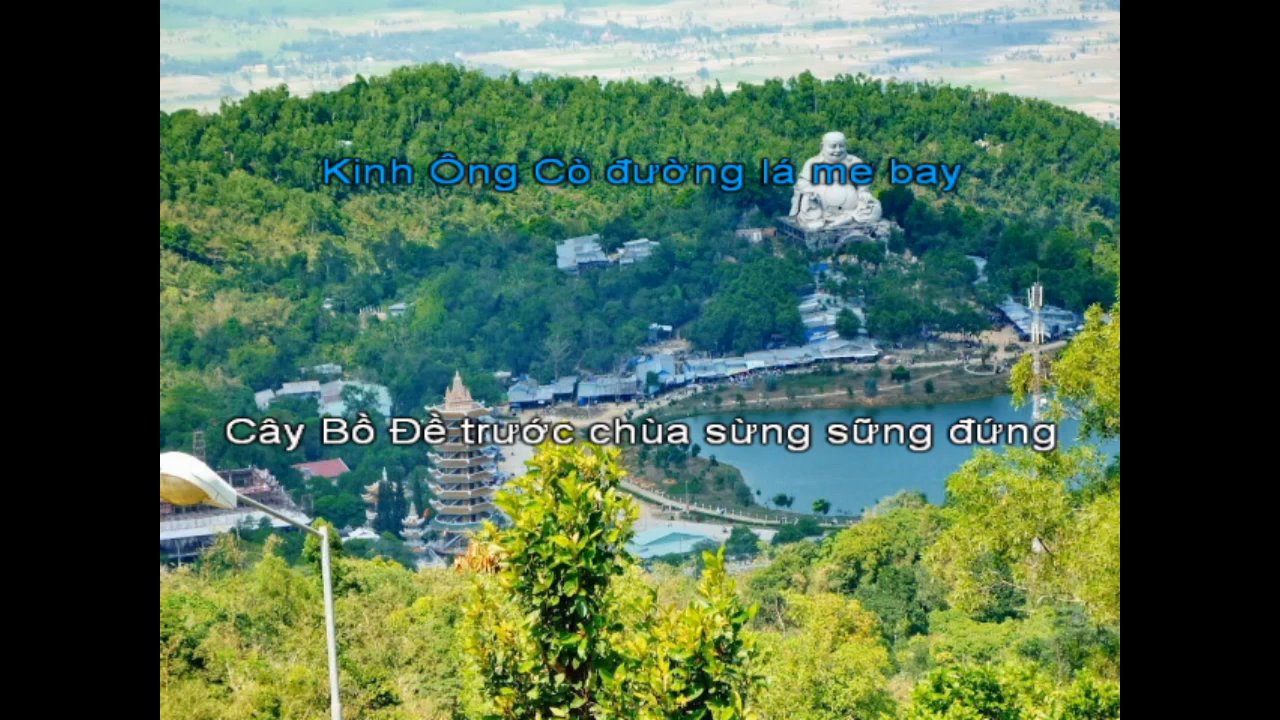 Kinh Ông Cò đường lá me bay
Cây Bồ Đề trước chùa sừng sững đứng